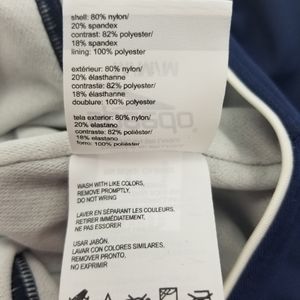 shell: 80% nylon/
20% spandex
contrast: 82% polyester/
18% spandex
lining: 100% polyester
extérieur: 80% nylon/
20% élasthanne
contraste: 82% polyester/
18% élasthanne
doublure: 100% polyester
tela exterior: 80% nylon/
20% elastano
contraste: 82% poliéster/
18% elastano
forro: 100% poliéster
WASH WITH LIKE COLORS,
REMOVE PROMPTLY,
DO NOT WRING
LAVER EN SÉPARANT LES COULEURS,
RETIRER IMMÉDIATEMENT,
NE PAS ESSORER
USAR JABÓN.
LAVAR CON COLORES SIMILARES,
REMOVER PRONTO,
NO EXPRIMIR